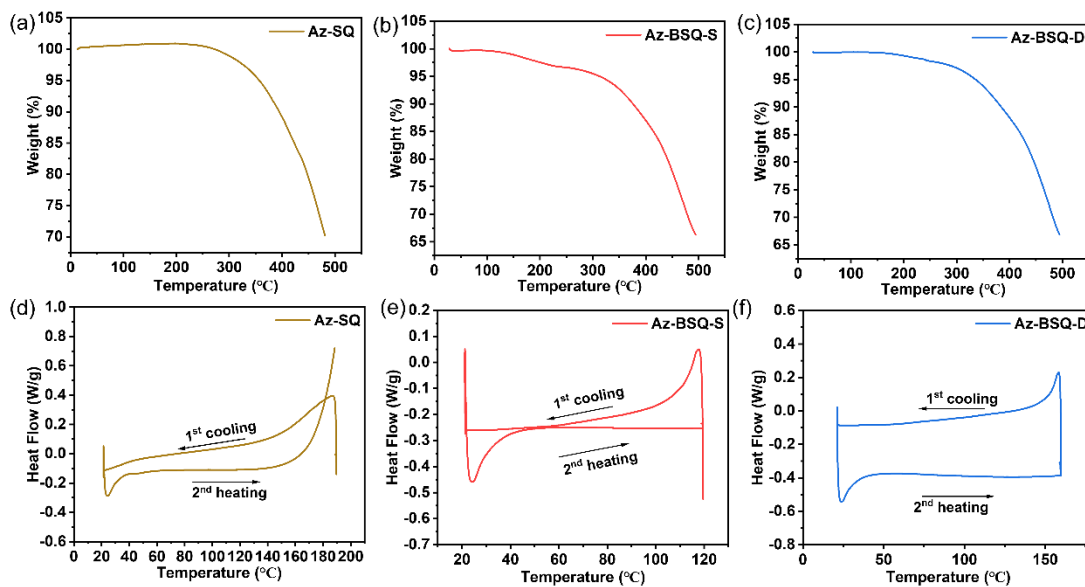 (a)
105
100
95
90
85
80
75
70
Weight (%)
Az-SQ
0 100 200 300 400 500
Temperature (℃)
(b)
105
100
95
90
85
80
75
70
65
Weight (%)
Az-BSQ-S
0 100 200 300 400 500
Temperature (℃)
(c)
105
100
95
90
85
80
75
70
65
Weight (%)
Az-BSQ-D
0 100 200 300 400 500
Temperature (℃)
(d)
1.0
0.8
0.6
0.4
0.2
0.0
-0.2
-0.4
-0.6
Heat Flow (W/g)
Az-SQ
1st cooling
2nd heating
0 20 40 60 80 100 120 140 160 180 190
Temperature (℃)
(e)
0.2
0.1
0.0
-0.1
-0.2
-0.3
-0.4
-0.5
-0.6
-0.7
Heat Flow (W/g)
Az-BSQ-S
1st cooling
2nd heating
20 40 60 80 100 120
Temperature (℃)
(f)
0.6
0.4
0.2
0.0
-0.2
-0.4
-0.6
-0.8
Heat Flow (W/g)
Az-BSQ-D
1st cooling
2nd heating
0 50 100 150
Temperature (℃)